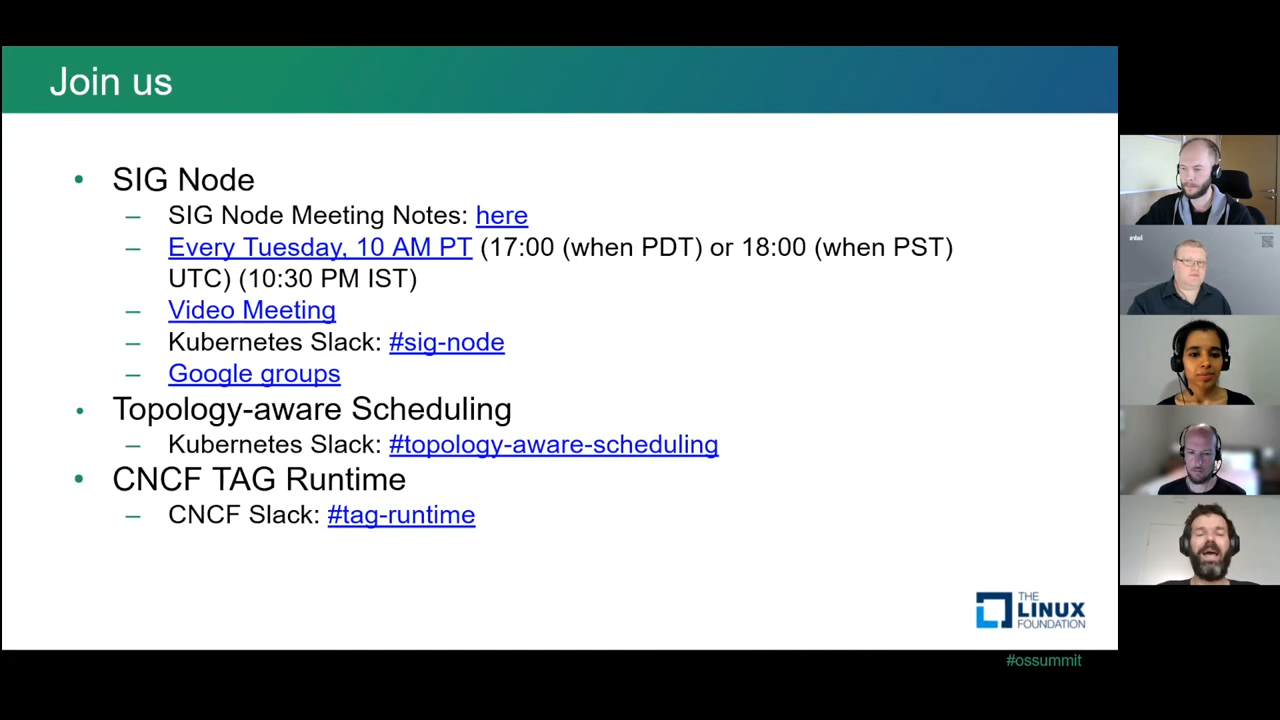 Join us
• SIG Node
– SIG Node Meeting Notes: here
– Every Tuesday, 10 AM PT (17:00 (when PDT) or 18:00 (when PST)
UTC) (10:30 PM IST)
– Video Meeting
– Kubernetes Slack: #sig-node
– Google groups
• Topology-aware Scheduling
– Kubernetes Slack: #topology-aware-scheduling
• CNCF TAG Runtime
– CNCF Slack: #tag-runtime
THE
LINUX
FOUNDATION
#ossummit
intel